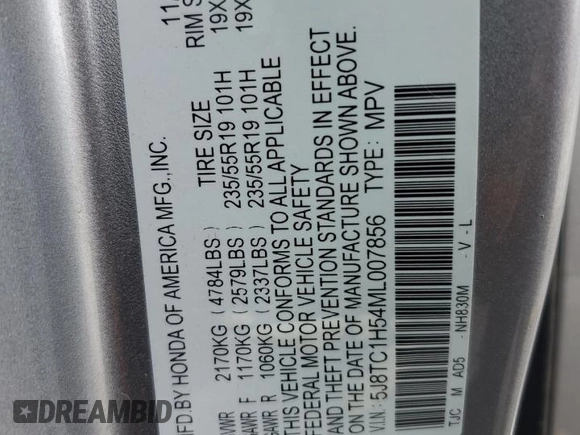 MFD.BY HONDA OF AMERICA MFG.,INC. 11
TIRE SIZE RIM S
VWR 2170KG (4784LBS)
GAWR F 1170KG (2579LBS) 235/55R19 101H 19X
GAWR R 1060KG (2337LBS) 235/55R19 101H 19X
THIS VEHICLE CONFORMS TO ALL APPLICABLE
FEDERAL MOTOR VEHICLE SAFETY
AND THEFT PREVENTION STANDARDS IN EFFECT
ON THE DATE OF MANUFACTURE SHOWN ABOVE.
V.I.N.: 5J8TC1H54ML007856 TYPE: MPV
TJC M AD5 - NH830M - V - L
DREAMBID